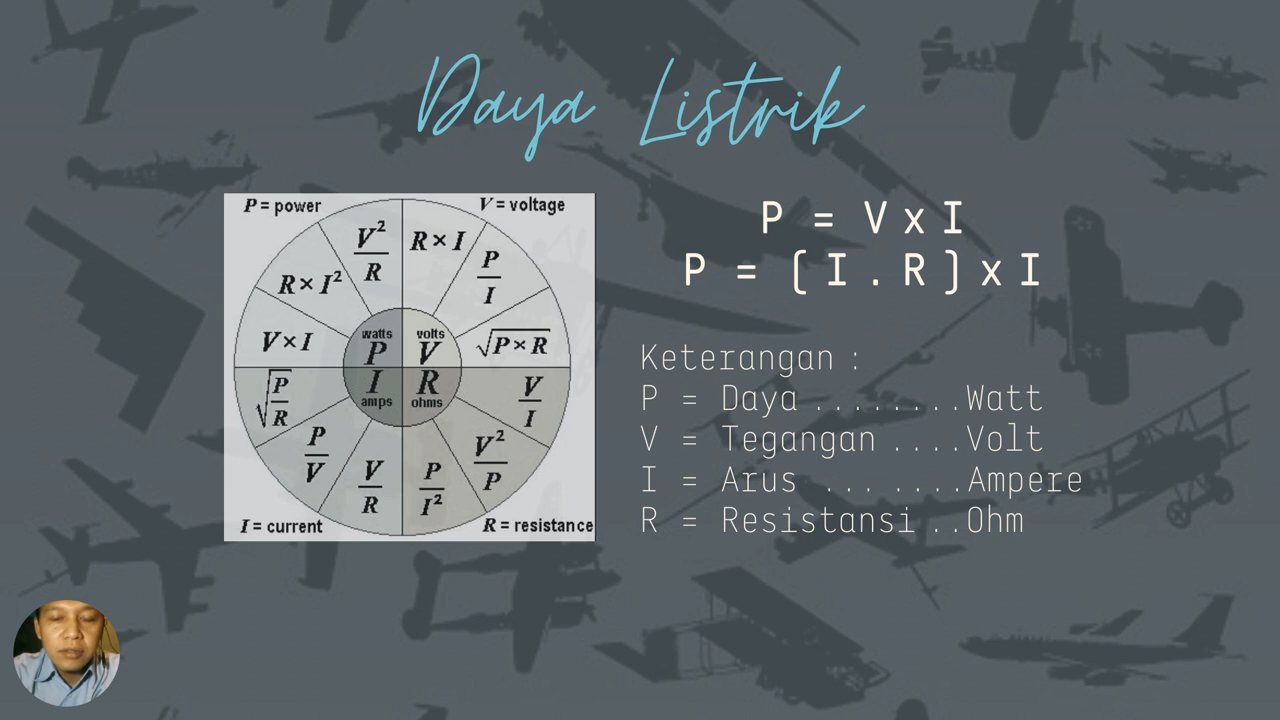 Daya Listrik
P = power
V = voltage
V²/R
R × I
R × I²
P/I
V × I
√(P × R)
watts
P
volts
V
I
amps
R
ohms
√(P/R)
V/I
P/V
V²/P
V/R
P/I²
I = current
R = resistance
P = V x I
P = (I . R) x I
Keterangan :
P = Daya ........Watt
V = Tegangan ....Volt
I = Arus ... ....Ampere
R = Resistansi ..Ohm